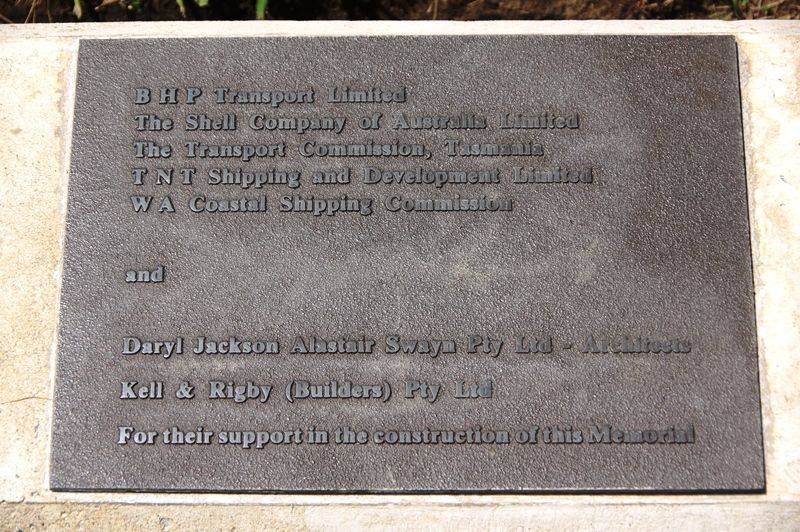 B H P Transport Limited
The Shell Company of Australia Limited
The Transport Commission, Tasmania
T N T Shipping and Development Limited
W A Coastal Shipping Commission
and
Daryl Jackson Alastair Swayn Pty Ltd - Architects
Kell & Rigby (Builders) Pty Ltd
For their support in the construction of this Memorial